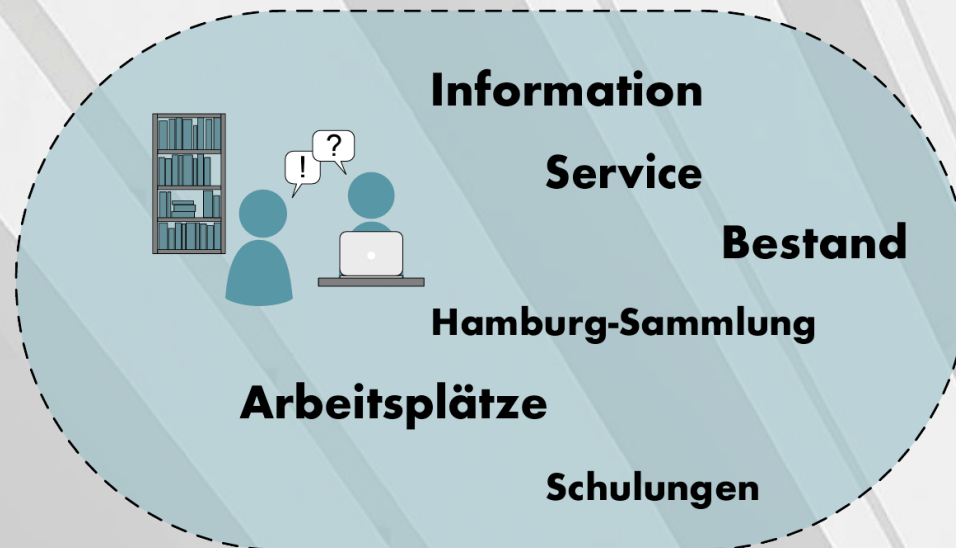 Information
! ?
Service
Bestand
Hamburg-Sammlung
Arbeitsplätze
Schulungen